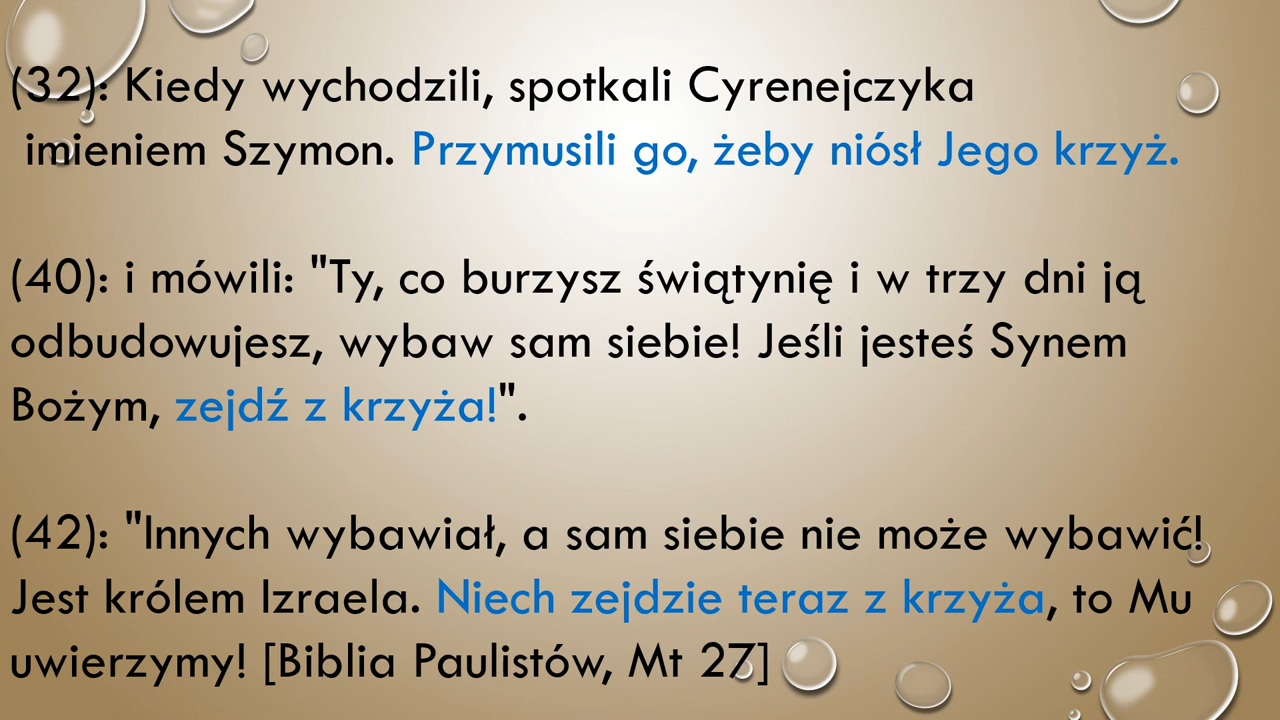 (32): Kiedy wychodzili, spotkali Cyrenejczyka
imieniem Szymon. Przymusili go, żeby niósł Jego krzyż.
(40): i mówili: "Ty, co burzysz świątynię i w trzy dni ją
odbudowujesz, wybaw sam siebie! Jeśli jesteś Synem
Bożym, zejdź z krzyża!".
(42): "Innych wybawiał, a sam siebie nie może wybawić!
Jest królem Izraela. Niech zejdzie teraz z krzyża, to Mu
uwierzymy! [Biblia Paulistów, Mt 27]